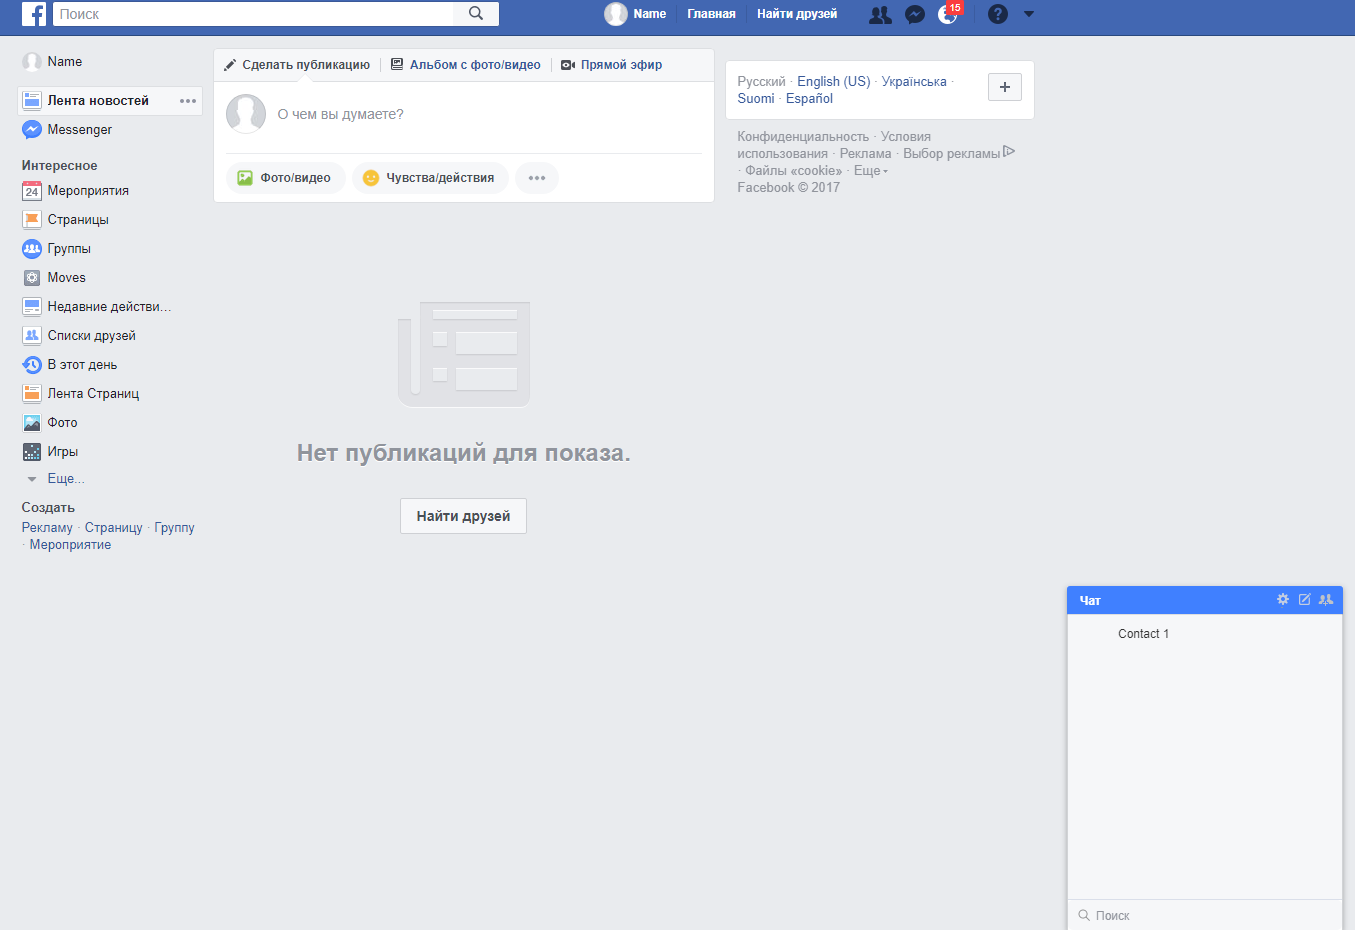 Поиск
Name
Главная
Найти друзей
15
?
Name
Лента новостей
Messenger
Интересное
24
Мероприятия
Страницы
Группы
Moves
Недавние действи...
Списки друзей
В этот день
Лента Страниц
Фото
Игры
Еще...
Создать
Рекламу · Страницу · Группу
· Мероприятие
Сделать публикацию
Альбом с фото/видео
Прямой эфир
О чем вы думаете?
Фото/видео
Чувства/действия
Нет публикаций для показа.
Найти друзей
Русский · English (US) · Українська ·
Suomi · Español
Конфиденциальность · Условия
использования · Реклама · Выбор рекламы
· Файлы «cookie» · Еще
Facebook © 2017
Чат
Contact 1
Поиск